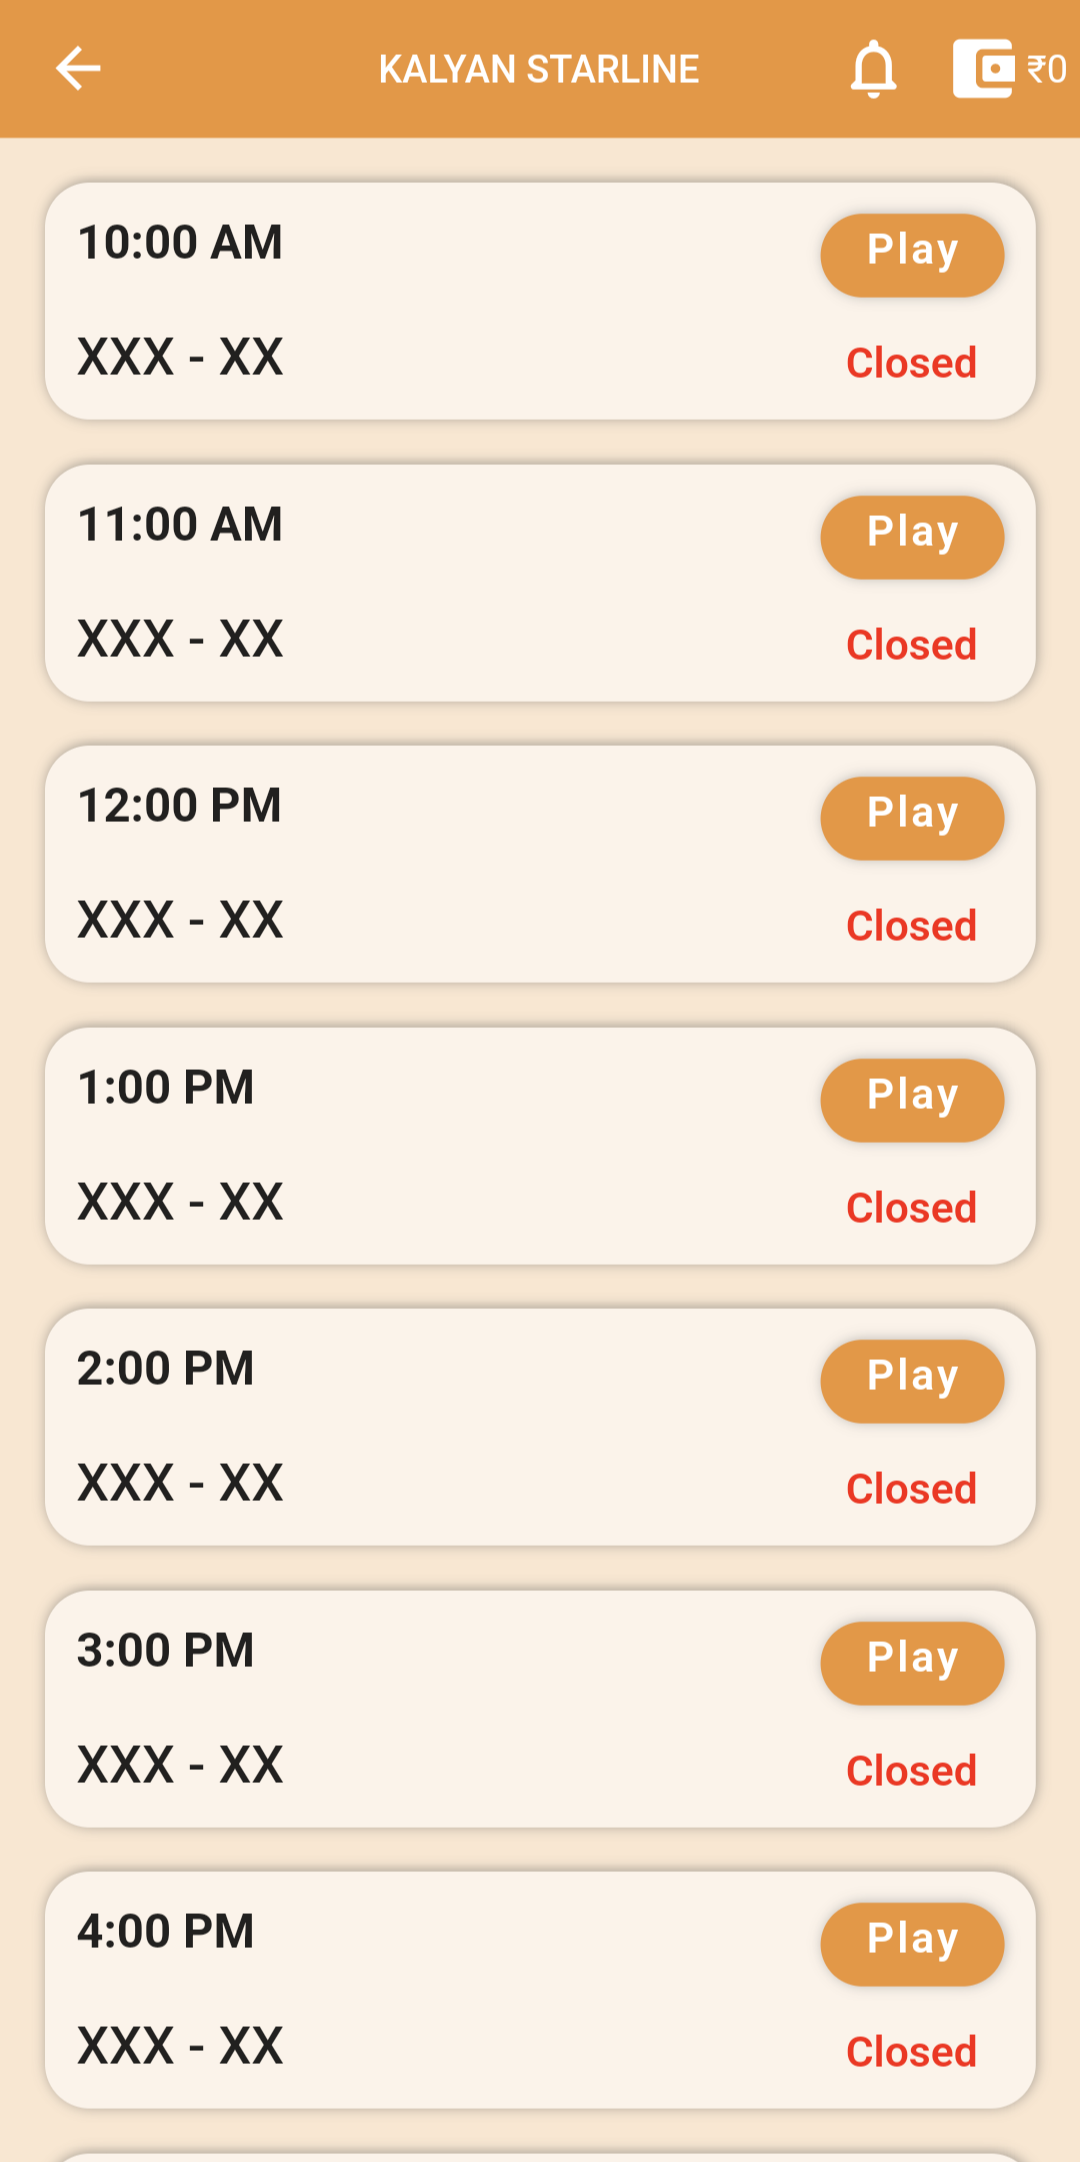 KALYAN STARLINE ₹0
10:00 AM Play
XXX - XX Closed
11:00 AM Play
XXX - XX Closed
12:00 PM Play
XXX - XX Closed
1:00 PM Play
XXX - XX Closed
2:00 PM Play
XXX - XX Closed
3:00 PM Play
XXX - XX Closed
4:00 PM Play
XXX - XX Closed